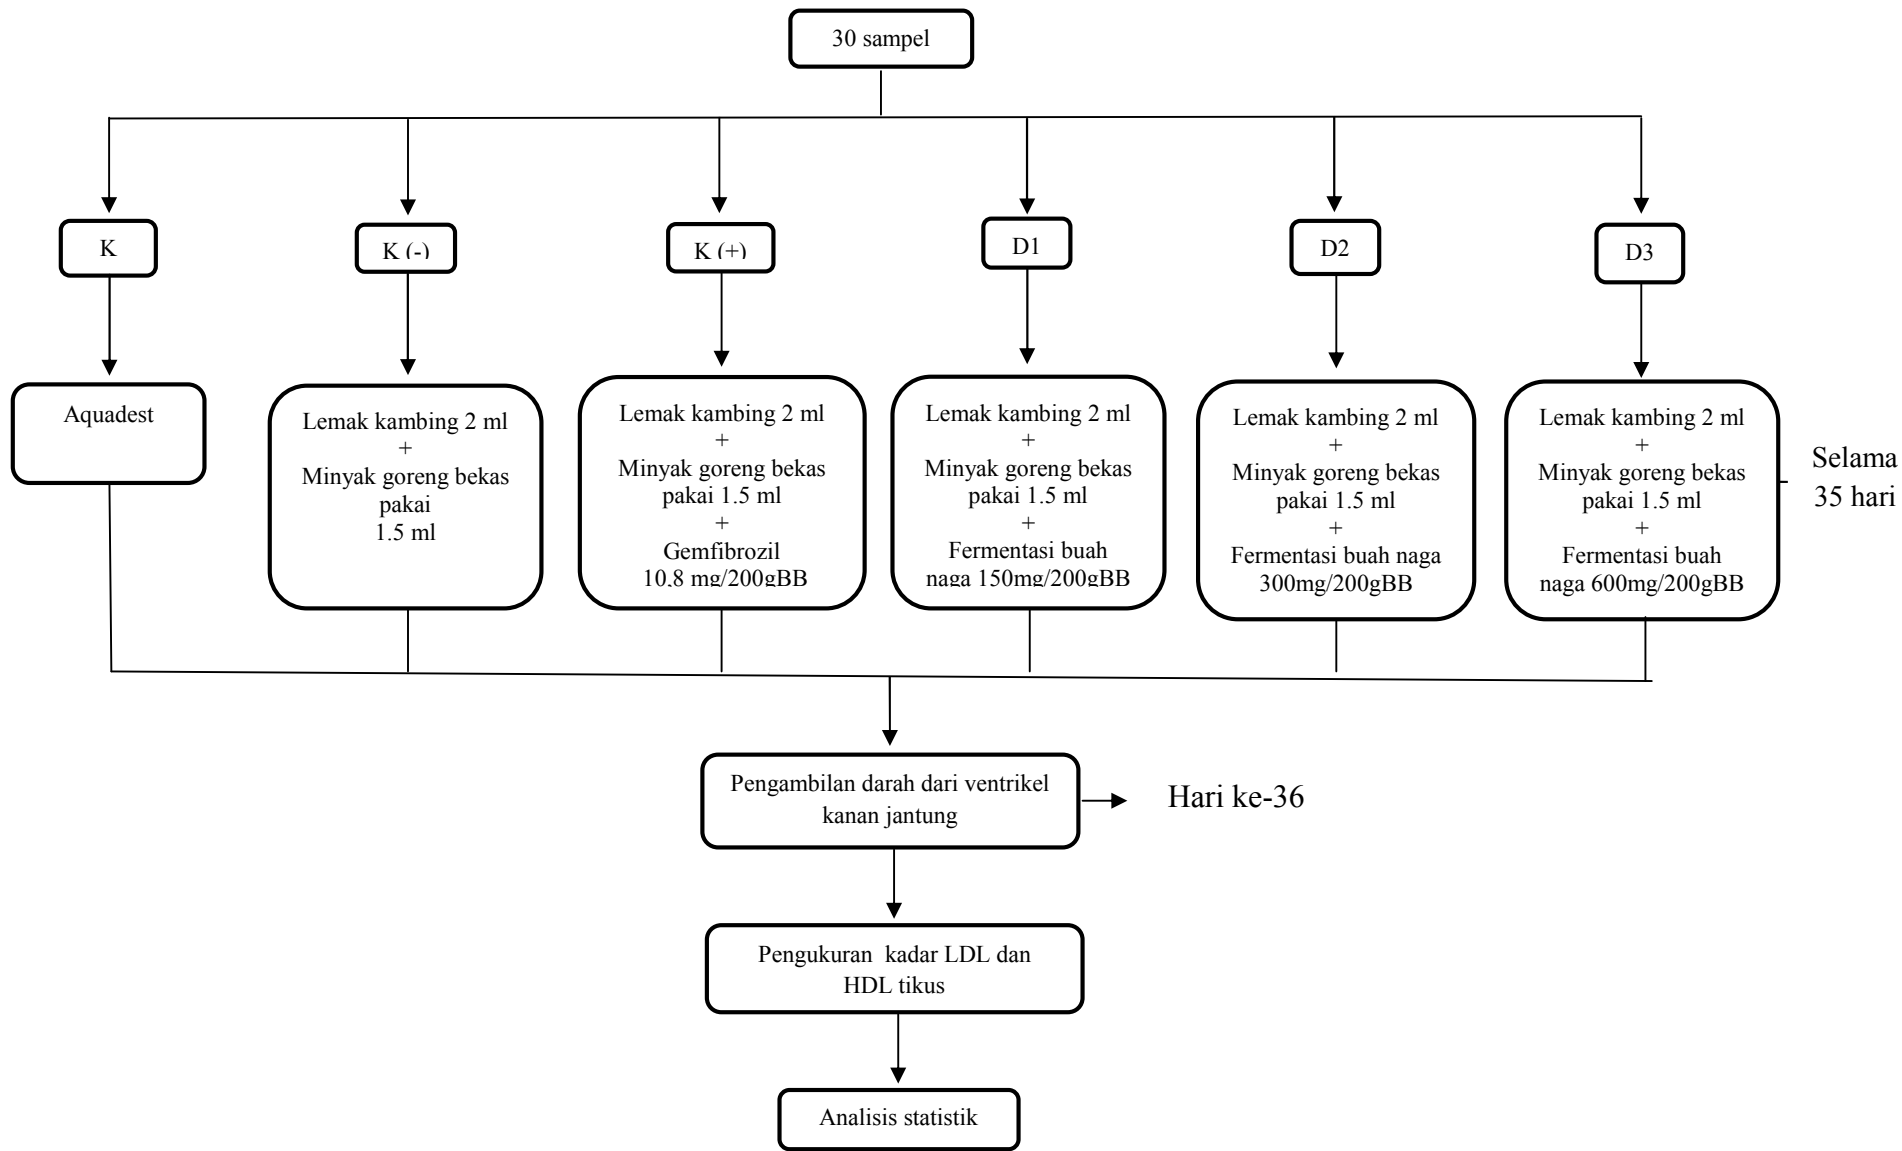 30 sampel
K
K (-)
K (+)
D1
D2
D3
Aquadest
Lemak kambing 2 ml
+
Minyak goreng bekas
pakai
1.5 ml
Lemak kambing 2 ml
+
Minyak goreng bekas
pakai 1.5 ml
+
Gemfibrozil
10,8 mg/200gBB
Lemak kambing 2 ml
+
Minyak goreng bekas
pakai 1.5 ml
+
Fermentasi buah
naga 150mg/200gBB
Lemak kambing 2 ml
+
Minyak goreng bekas
pakai 1.5 ml
+
Fermentasi buah naga
300mg/200gBB
Lemak kambing 2 ml
+
Minyak goreng bekas
pakai 1.5 ml
+
Fermentasi buah
naga 600mg/200gBB
Selama
35 hari
Pengambilan darah dari ventrikel
kanan jantung
Hari ke-36
Pengukuran kadar LDL dan
HDL tikus
Analisis statistik